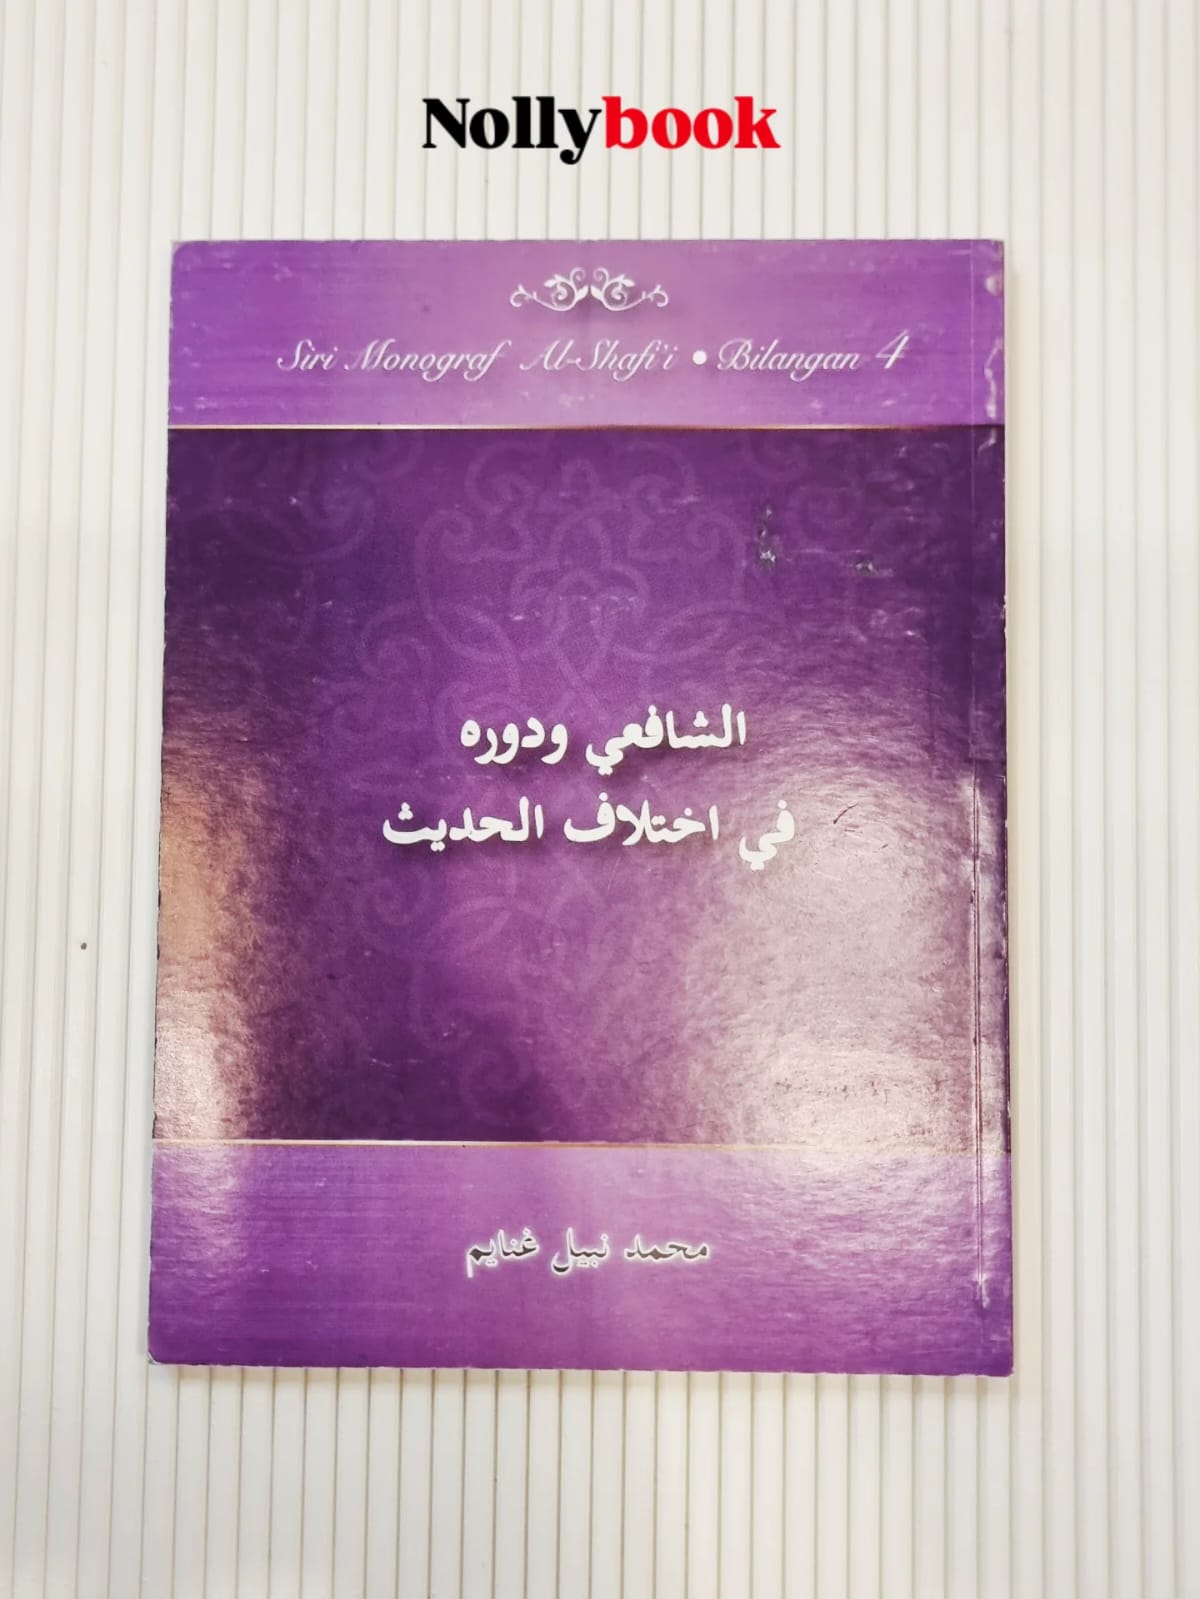 Nollybook
Siri Monograf Al-Shafi'i • Bilangan 4
الشافعي ودوره
في اختلاف الحديث
محمد نبيل غنايم